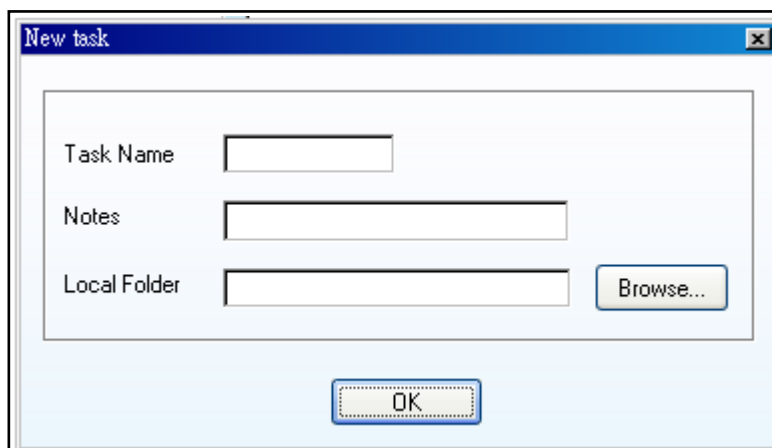 New task
Task Name
Notes
Local Folder
Browse...
OK